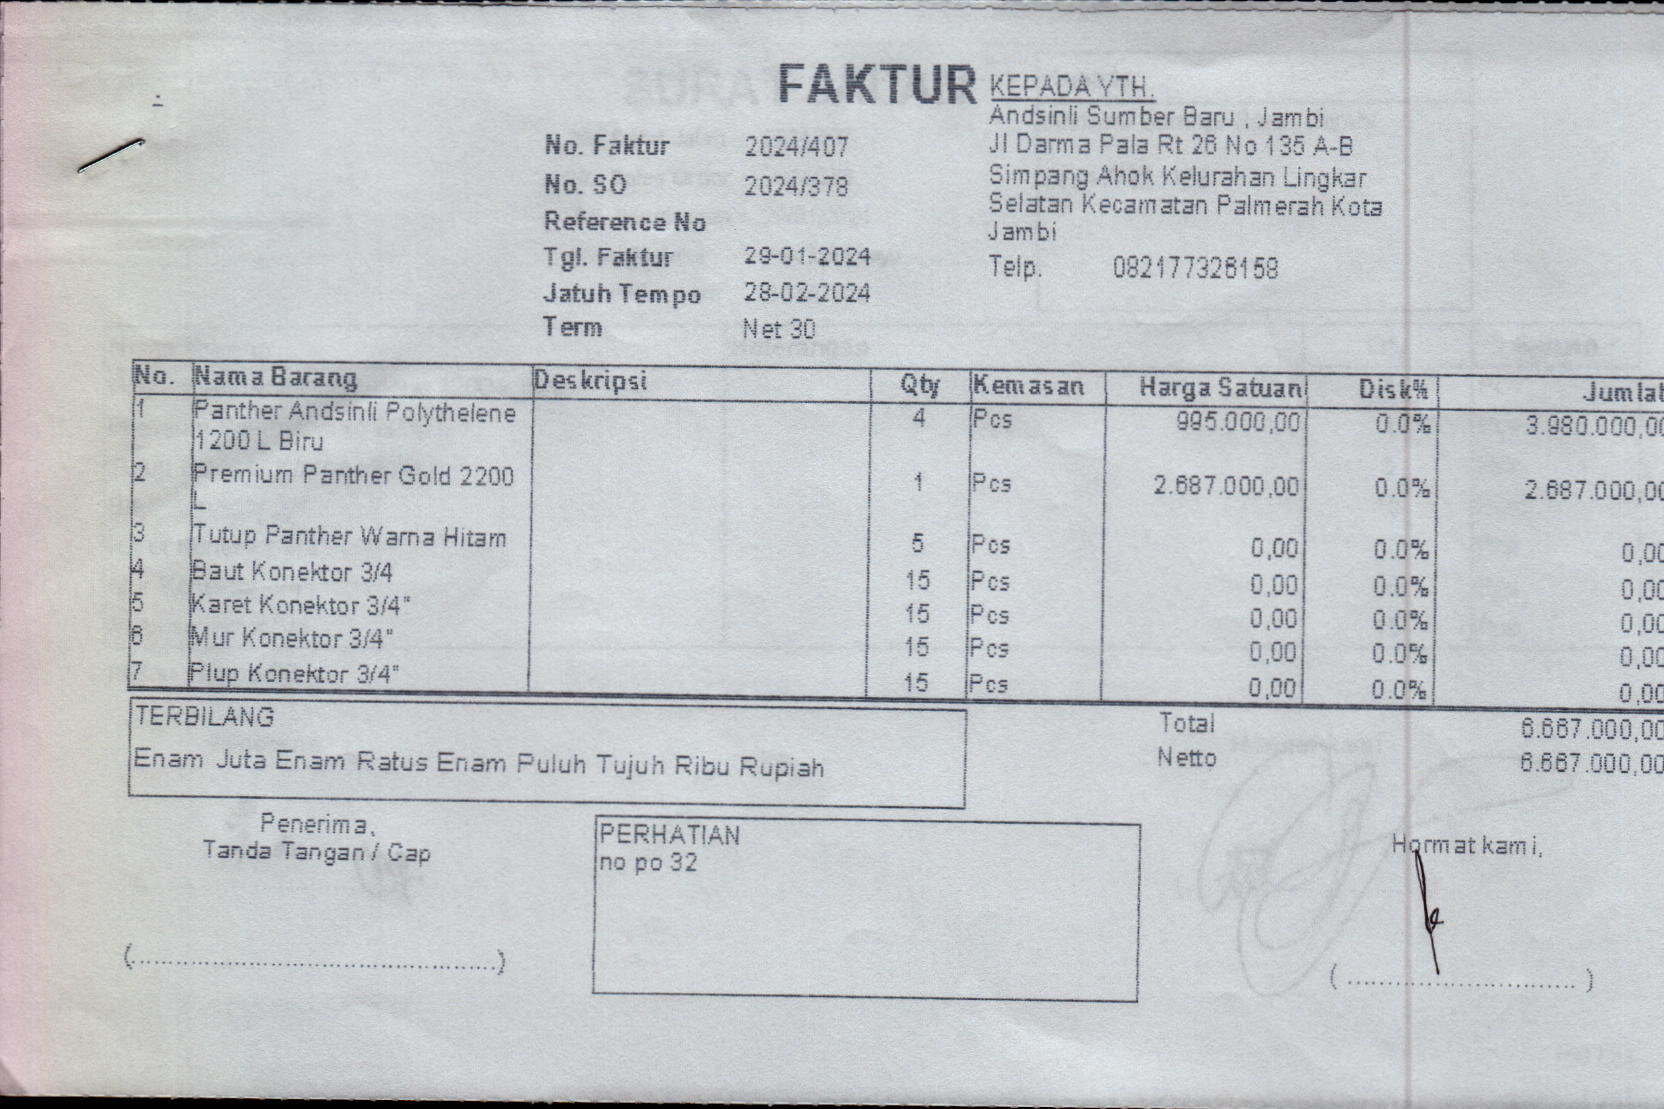 FAKTUR
No. Faktur 2024/407
No. SO 2024/378
Reference No
Tgl. Faktur 29-01-2024
Jatuh Tempo 28-02-2024
Term Net 30
KEPADA YTH.
Andsinli Sumber Baru , Jambi
Jl Darma Pala Rt 26 No 135 A-B
Simpang Ahok Kelurahan Lingkar
Selatan Kecamatan Palmerah Kota
Jambi
Telp. 082177326158
No. Nama Barang Deskripsi Qty Kemasan Harga Satuan Disk% Jumlah
1 Panther Andsinli Polythelene 4 Pcs 995.000,00 0.0% 3.980.000,00
1200 L Biru
2 Premium Panther Gold 2200 1 Pcs 2.687.000,00 0.0% 2.687.000,00
L
3 Tutup Panther Warna Hitam 5 Pcs 0,00 0.0% 0,00
4 Baut Konektor 3/4 15 Pcs 0,00 0.0% 0,00
5 Karet Konektor 3/4" 15 Pcs 0,00 0.0% 0,00
6 Mur Konektor 3/4" 15 Pcs 0,00 0.0% 0,00
7 Plup Konektor 3/4" 15 Pcs 0,00 0.0% 0,00
TERBILANG
Enam Juta Enam Ratus Enam Puluh Tujuh Ribu Rupiah
Total 6.667.000,00
Netto 6.667.000,00
Penerima,
Tanda Tangan / Cap
PERHATIAN
no po 32
Hormat kami,